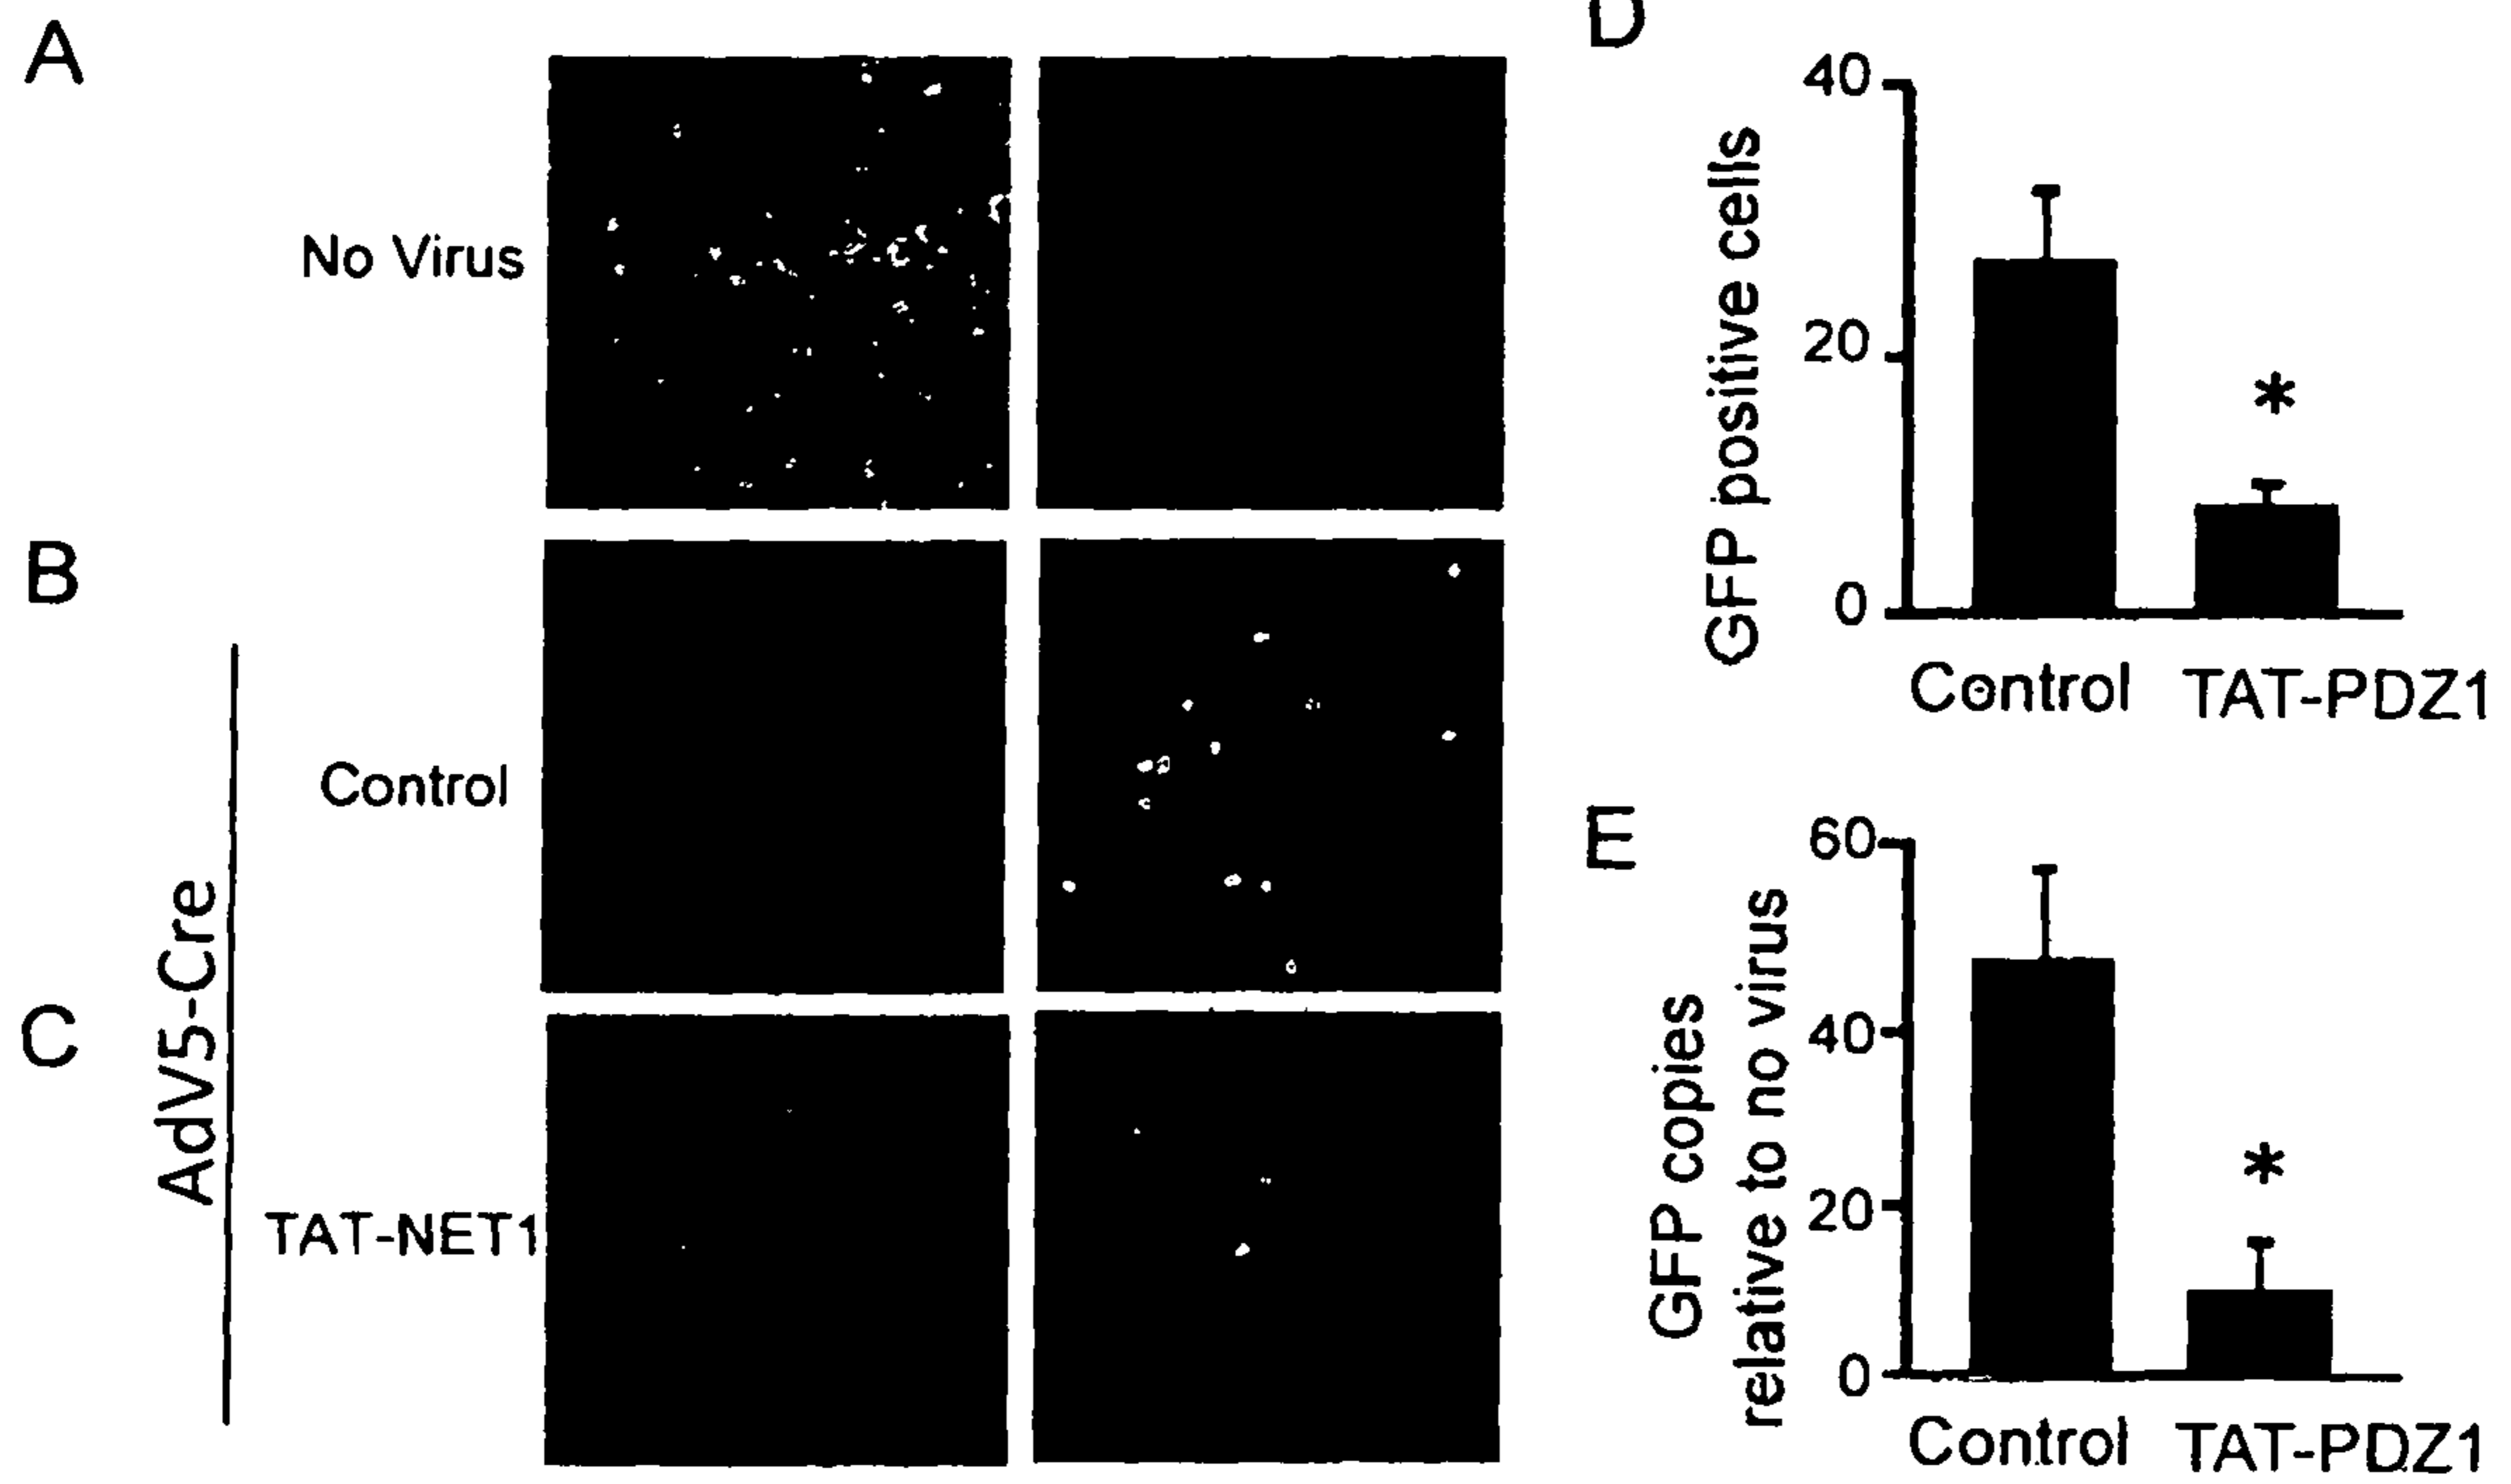 A
No Virus
B
Control
C
TAT-NET1
AdV5-Cre
D
40
20
0
GFP positive cells
*
Control TAT-PDZ1
E
60
40
20
0
GFP copies
relative to no virus
*
Control TAT-PDZ1